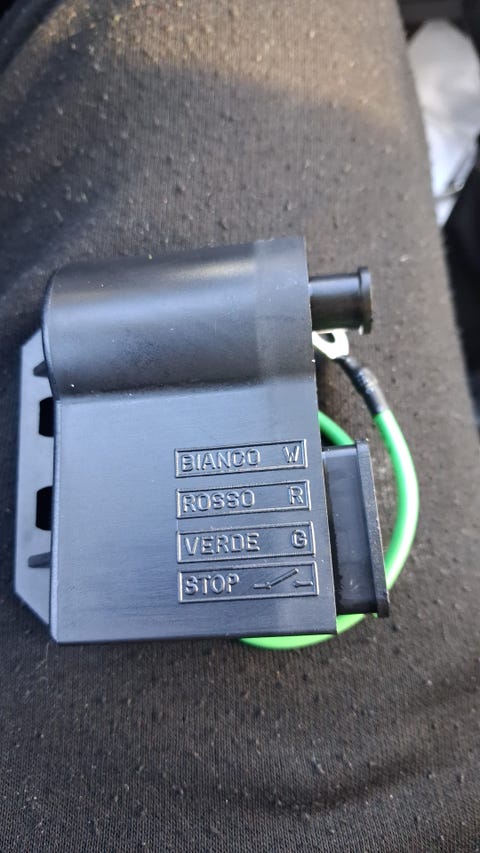 BIANCO W
ROSSO R
VERDE G
STOP